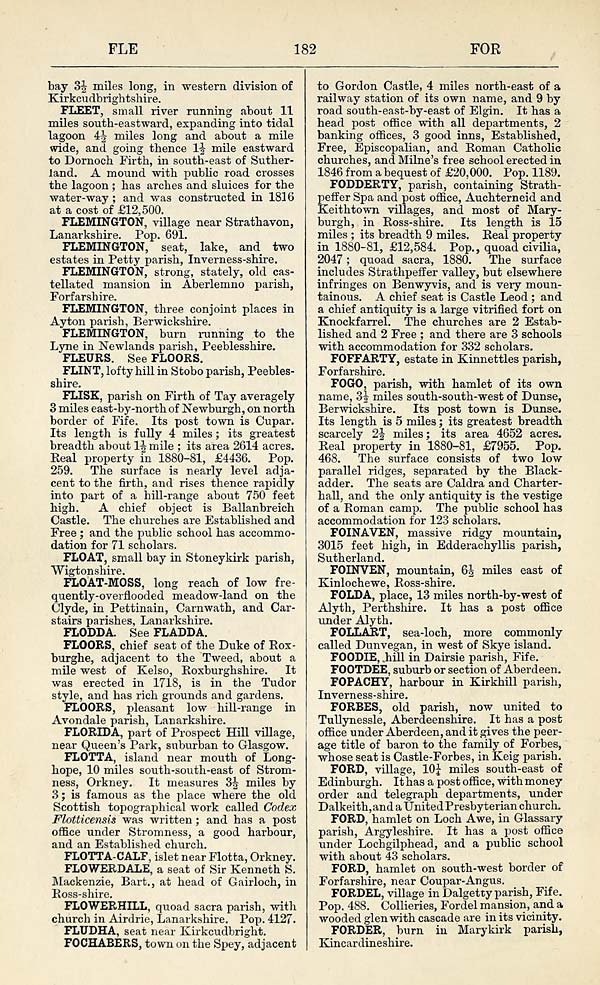 FLE 182 FOR
bay 3½ miles long, in western division of
Kirkcudbrightshire.
FLEET, small river running about 11
miles south-eastward, expanding into tidal
lagoon 4½ miles long and about a mile
wide, and going thence 1½ mile eastward
to Dornoch Firth, in south-east of Suther-
land. A mound with public road crosses
the lagoon; has arches and sluices for the
water-way; and was constructed in 1816
at a cost of £12,500.
FLEMINGTON, village near Strathavon,
Lanarkshire. Pop. 691.
FLEMINGTON, seat, lake, and two
estates in Petty parish, Inverness-shire.
FLEMINGTON, strong, stately, old cas-
tellated mansion in Aberlemno parish,
Forfarshire.
FLEMINGTON, three conjoint places in
Ayton parish, Berwickshire.
FLEMINGTON, burn running to the
Lyne in Newlands parish, Peeblesshire.
FLEURS. See FLOORS.
FLINT, lofty hill in Stobo parish, Peebles-
shire.
FLISK, parish on Firth of Tay averagely
3 miles east-by-north of Newburgh, on north
border of Fife. Its post town is Cupar.
Its length is fully 4 miles; its greatest
breadth about 1½ mile; its area 2614 acres.
Real property in 1880-81, £4436. Pop.
259. The surface is nearly level adja-
cent to the firth, and rises thence rapidly
into part of a hill-range about 750 feet
high. A chief object is Ballanbreich
Castle. The churches are Established and
Free; and the public school has accommo-
dation for 71 scholars.
FLOAT, small bay in Stoneykirk parish,
Wigtonshire.
FLOAT-MOSS, long reach of low fre-
quently-overflooded meadow-land on the
Clyde, in Pettinain, Carnwath, and Car-
stairs parishes, Lanarkshire.
FLODDA. See FLADDA.
FLOORS, chief seat of the Duke of Rox-
burghe, adjacent to the Tweed, about a
mile west of Kelso, Roxburghshire. It
was erected in 1718, is in the Tudor
style, and has rich grounds and gardens.
FLOORS, pleasant low hill-range in
Avondale parish, Lanarkshire.
FLORIDA, part of Prospect Hill village,
near Queen's Park, suburban to Glasgow.
FLOTTA, island near mouth of Long-
hope, 10 miles south-south-east of Strom-
ness, Orkney. It measures 3½ miles by
3; is famous as the place where the old
Scottish topographical work called Codex
Flotticensis was written; and has a post
office under Stromness, a good harbour,
and an Established church.
FLOTTA-CALF, islet near Flotta, Orkney.
FLOWERDALE, a seat of Sir Kenneth S.
Mackenzie, Bart., at head of Gairloch, in
Ross-shire.
FLOWERHILL, quoad sacra parish, with
church in Airdrie, Lanarkshire. Pop. 4127.
FLUDHA, seat near Kirkcudbright.
FOCHABERS, town on the Spey, adjacent
to Gordon Castle, 4 miles north-east of a
railway station of its own name, and 9 by
road south-east-by-east of Elgin. It has a
head post office with all departments, 2
banking offices, 3 good inns, Established,
Free, Episcopalian, and Roman Catholic
churches, and Milne's free school erected in
1846 from a bequest of £20,000. Pop. 1189.
FODDERTY, parish, containing Strath-
peffer Spa and post office, Auchterneid and
Keithtown villages, and most of Mary-
burgh, in Ross-shire. Its length is 15
miles; its breadth 9 miles. Real property
in 1880-81, £12,584. Pop., quoad civilia,
2047; quoad sacra, 1880. The surface
includes Strathpeffer valley, but elsewhere
infringes on Benwyvis, and is very moun-
tainous. A chief seat is Castle Leod; and
a chief antiquity is a large vitrified fort on
Knockfarrel. The churches are 2 Estab-
lished and 2 Free; and there are 3 schools
with accommodation for 332 scholars.
FOFFARTY, estate in Kinnettles parish,
Forfarshire.
FOGO, parish, with hamlet of its own
name, 3½ miles south-south-west of Dunse,
Berwickshire. Its post town is Dunse.
Its length is 5 miles; its greatest breadth
scarcely 2½ miles; its area 4652 acres.
Real property in 1880-81, £7955. Pop.
468. The surface consists of two low
parallel ridges, separated by the Black-
adder. The seats are Caldra and Charter-
hall, and the only antiquity is the vestige
of a Roman camp. The public school has
accommodation for 123 scholars.
FOINAVEN, massive ridgy mountain,
3015 feet high, in Edderachyllis parish,
Sutherland.
FOINVEN, mountain, 6½ miles east of
Kinlochewe, Ross-shire.
FOLDA, place, 13 miles north-by-west of
Alyth, Perthshire. It has a post office
under Alyth.
FOLLART, sea-loch, more commonly
called Dunvegan, in west of Skye island.
FOODIE, hill in Dairsie parish, Fife.
FOOTDEE, suburb or section of Aberdeen.
FOPACHY, harbour in Kirkhill parish,
Inverness-shire.
FORBES, old parish, now united to
Tullynessle, Aberdeenshire. It has a post
office under Aberdeen, and it gives the peer-
age title of baron to the family of Forbes,
whose seat is Castle-Forbes, in Keig parish.
FORD, village, 10¼ miles south-east of
Edinburgh. It has a post office, with money
order and telegraph departments, under
Dalkeith, and a United Presbyterian church.
FORD, hamlet on Loch Awe, in Glassary
parish, Argyleshire. It has a post office
under Lochgilphead, and a public school
with about 43 scholars.
FORD, hamlet on south-west border of
Forfarshire, near Coupar-Angus.
FORDEL, village in Dalgetty parish, Fife.
Pop. 488. Collieries, Fordel mansion, and a
wooded glen with cascade are in its vicinity.
FORDER, burn in Marykirk parish,
Kincardineshire.